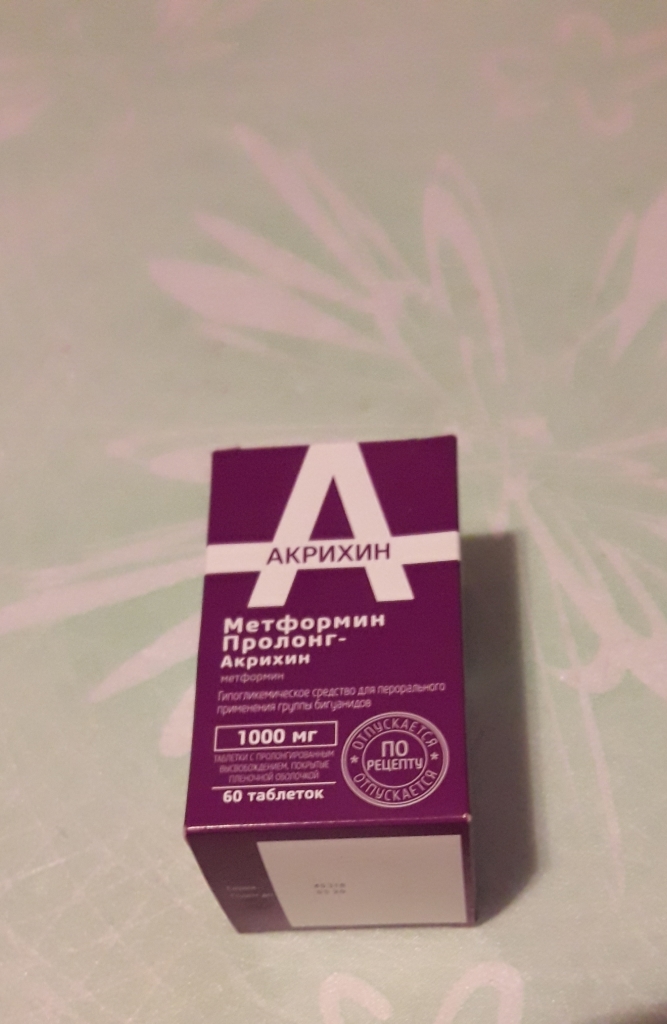 АКРИХИН
Метформин
Пролонг-
Акрихин
метформин
Гипогликемическое средство для перорального
применения группы бигуанидов
1000 мг
ТАБЛЕТКИ С ПРОЛОНГИРОВАННЫМ
ВЫСВОБОЖДЕНИЕМ, ПОКРЫТЫЕ
ПЛЕНОЧНОЙ ОБОЛОЧКОЙ
60 таблеток
ОТПУСКАЕТСЯ
ПО
РЕЦЕПТУ
ОТПУСКАЕТСЯ